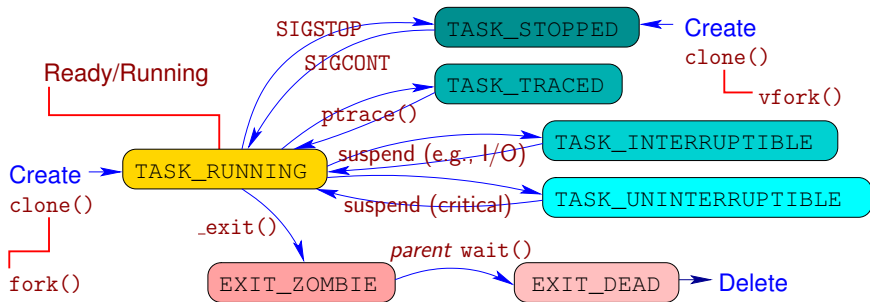 SIGSTOP
TASK_STOPPED
Create
SIGCONT
clone()
Ready/Running
TASK_TRACED
vfork()
ptrace()
TASK_INTERRUPTIBLE
suspend (e.g., I/O)
TASK_RUNNING
Create
TASK_UNINTERRUPTIBLE
clone()
suspend (critical)
_exit()
parent wait()
fork()
EXIT_ZOMBIE
EXIT_DEAD
Delete